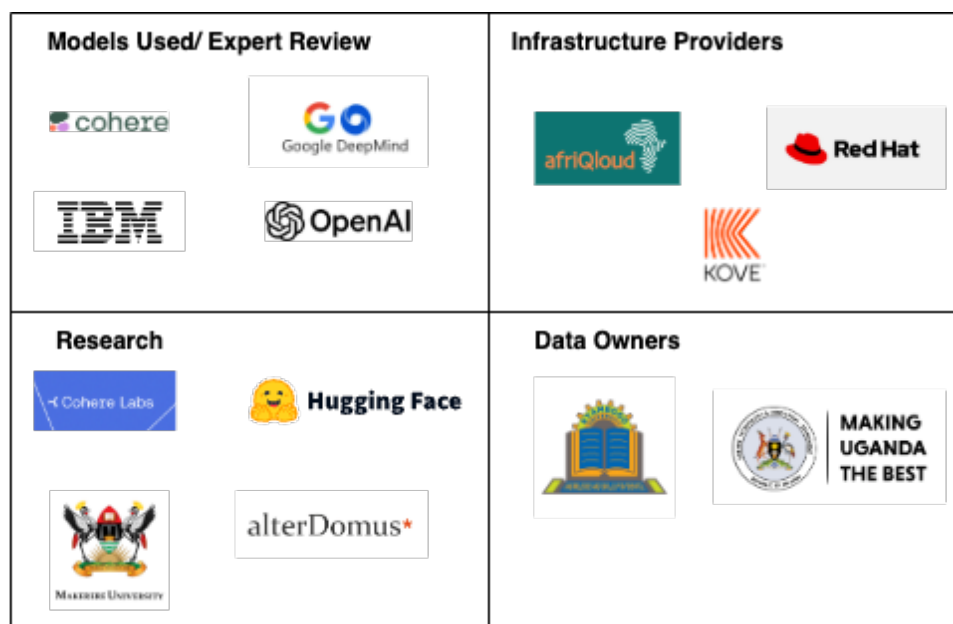 Models Used/ Expert Review
cohere
Google DeepMind
IBM
OpenAI
Infrastructure Providers
afriQloud
Red Hat
KOVE
Research
Cohere Labs
Hugging Face
MAKERERE UNIVERSITY
alterDomus*
Data Owners
MAKING
UGANDA
THE BEST